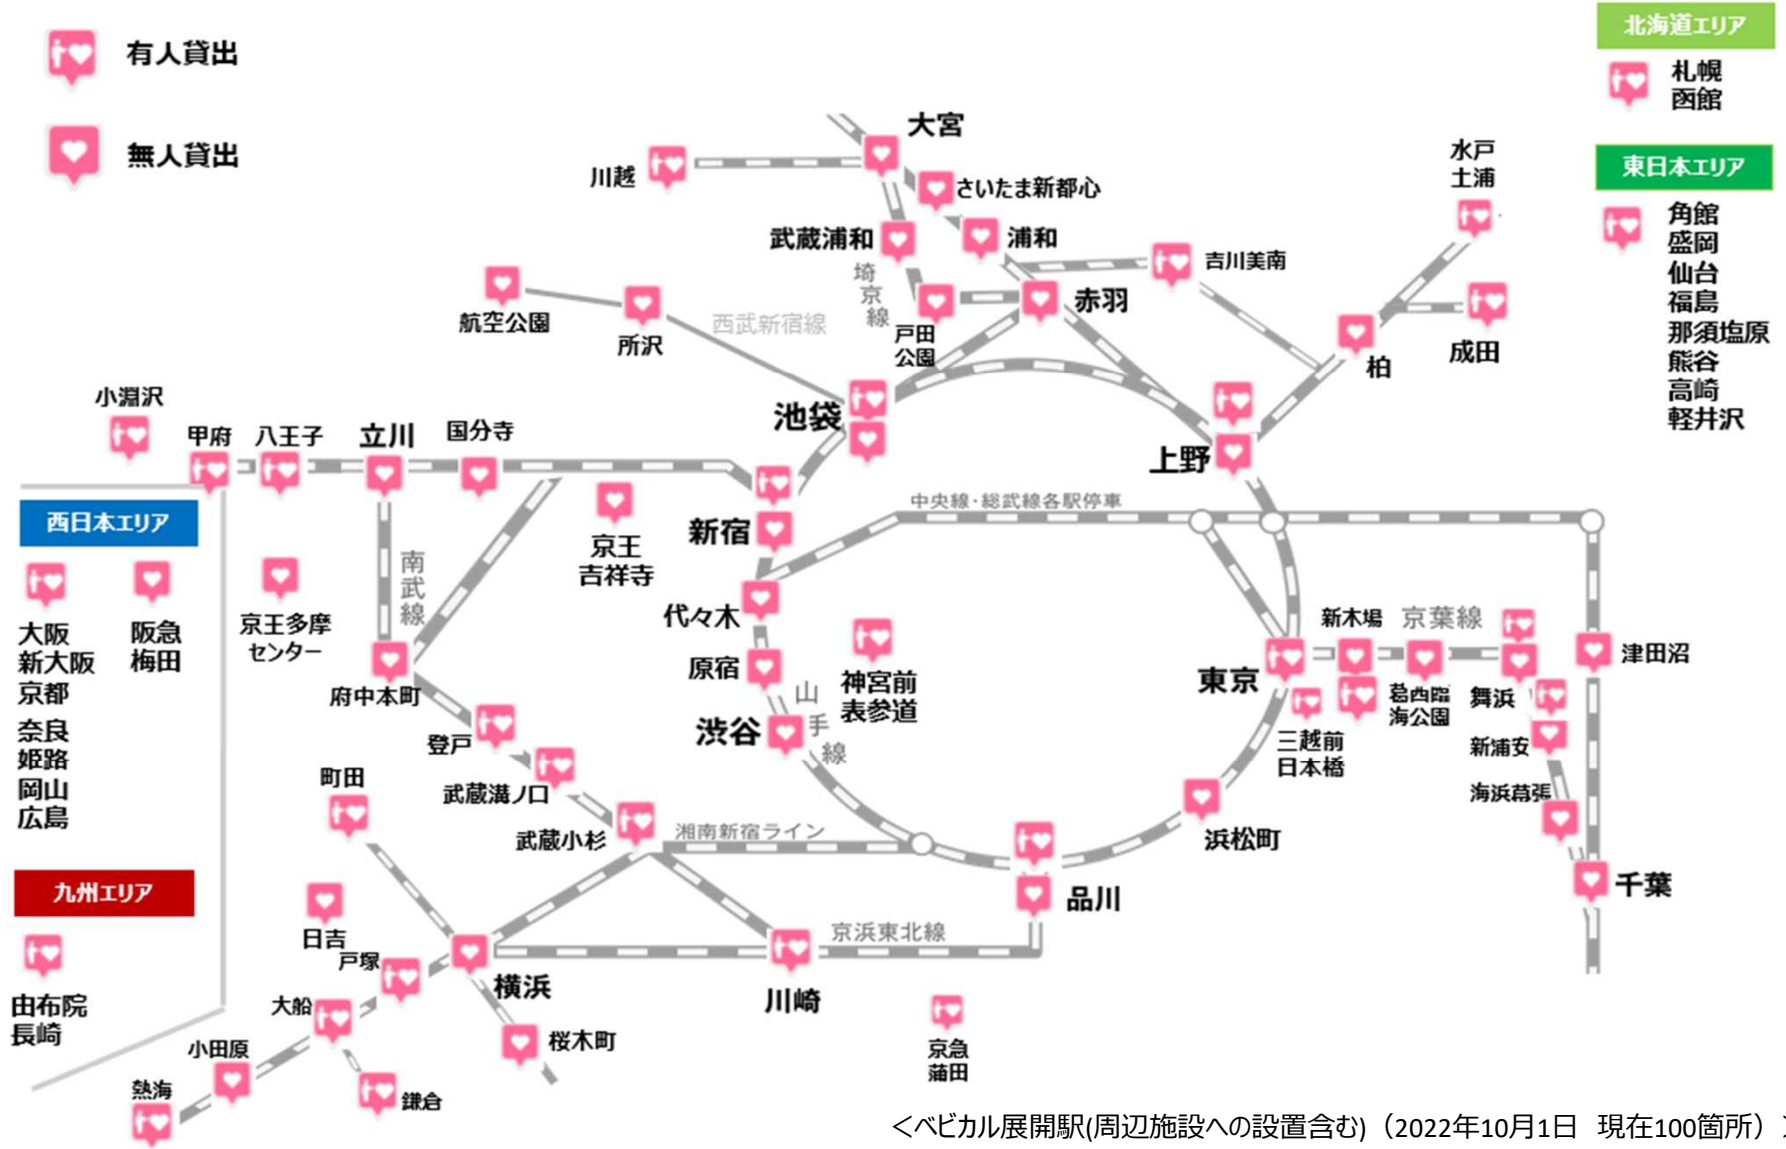 有人貸出
無人貸出
北海道エリア
札幌
函館
東日本エリア
角館
盛岡
仙台
福島
那須塩原
熊谷
高崎
軽井沢
大宮
川越
さいたま新都心
武蔵浦和
浦和
吉川美南
水戸
土浦
埼京線
赤羽
戸田
公園
航空公園
所沢
西武新宿線
柏
成田
池袋
上野
小淵沢
甲府
八王子
立川
国分寺
新宿
京王
吉祥寺
中央線・総武線各駅停車
西日本エリア
大阪
新大阪
京都
奈良
姫路
岡山
広島
阪急
梅田
京王多摩
センター
南武線
府中本町
代々木
原宿
渋谷
山手線
神宮前
表参道
東京
新木場
京葉線
葛西臨
海公園
舞浜
津田沼
三越前
日本橋
新浦安
海浜幕張
千葉
登戸
武蔵溝ノ口
町田
武蔵小杉
湘南新宿ライン
浜松町
品川
九州エリア
由布院
長崎
日吉
戸塚
横浜
京浜東北線
川崎
大船
桜木町
小田原
熱海
鎌倉
京急
蒲田
＜ベビカル展開駅(周辺施設への設置含む)（2022年10月1日　現在100箇所）＞